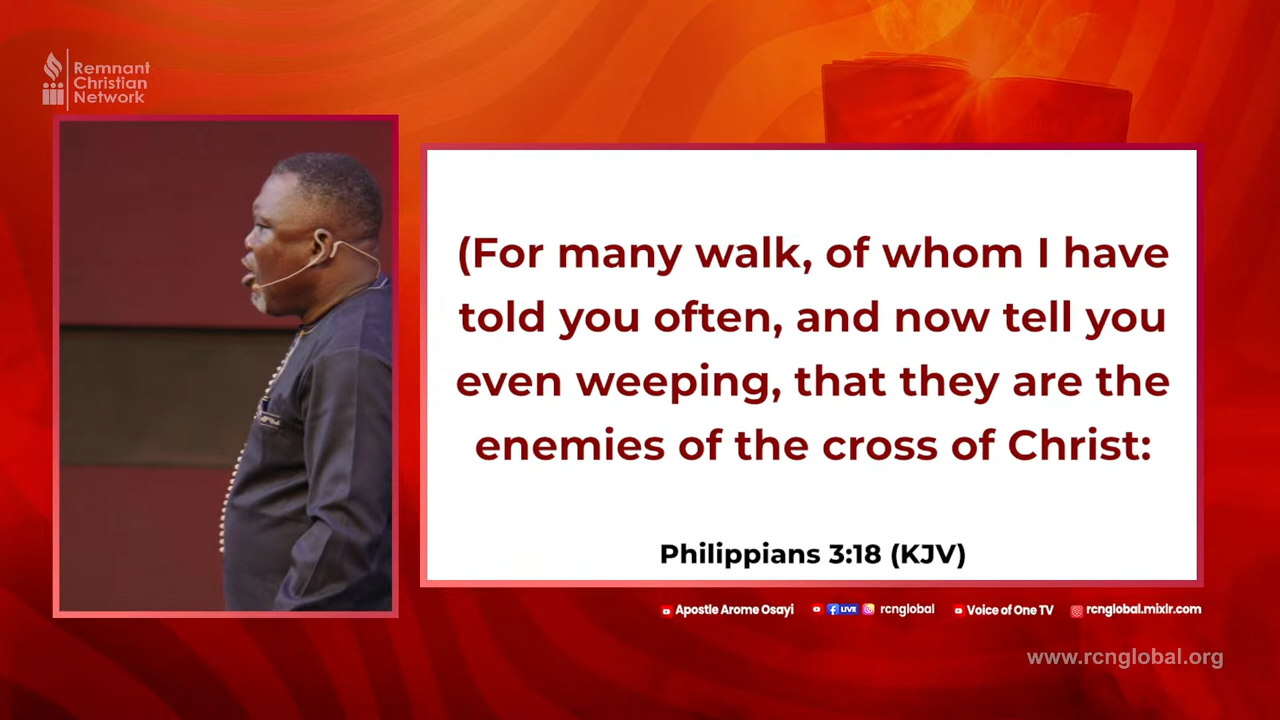 Remnant
Christian
Network
(For many walk, of whom I have
told you often, and now tell you
even weeping, that they are the
enemies of the cross of Christ:
Philippians 3:18 (KJV)
Apostle Arome Osayi
LIVE
rcnglobal
Voice of One TV
rcnglobal.mixlr.com
www.rcnglobal.org